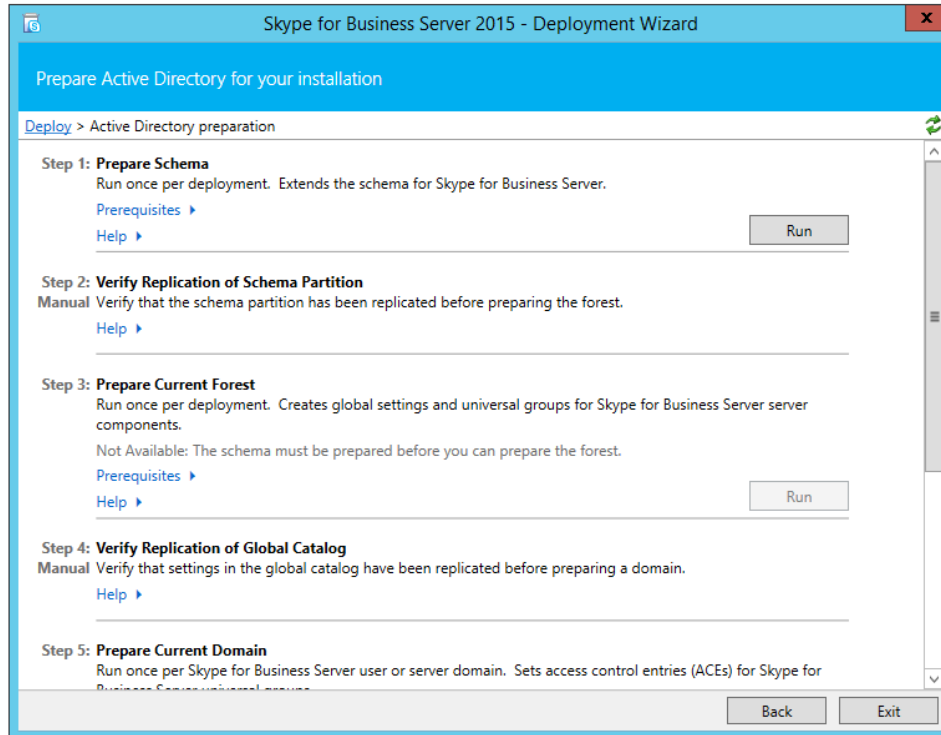 Skype for Business Server 2015 - Deployment Wizard
x
Prepare Active Directory for your installation
Deploy > Active Directory preparation
Step 1: Prepare Schema
Run once per deployment. Extends the schema for Skype for Business Server.
Prerequisites
Help
Run
Step 2: Verify Replication of Schema Partition
Manual Verify that the schema partition has been replicated before preparing the forest.
Help
Step 3: Prepare Current Forest
Run once per deployment. Creates global settings and universal groups for Skype for Business Server server
components.
Not Available: The schema must be prepared before you can prepare the forest.
Prerequisites
Help
Run
Step 4: Verify Replication of Global Catalog
Manual Verify that settings in the global catalog have been replicated before preparing a domain.
Help
Step 5: Prepare Current Domain
Run once per Skype for Business Server user or server domain. Sets access control entries (ACEs) for Skype for
Business Server universal groups
Back
Exit